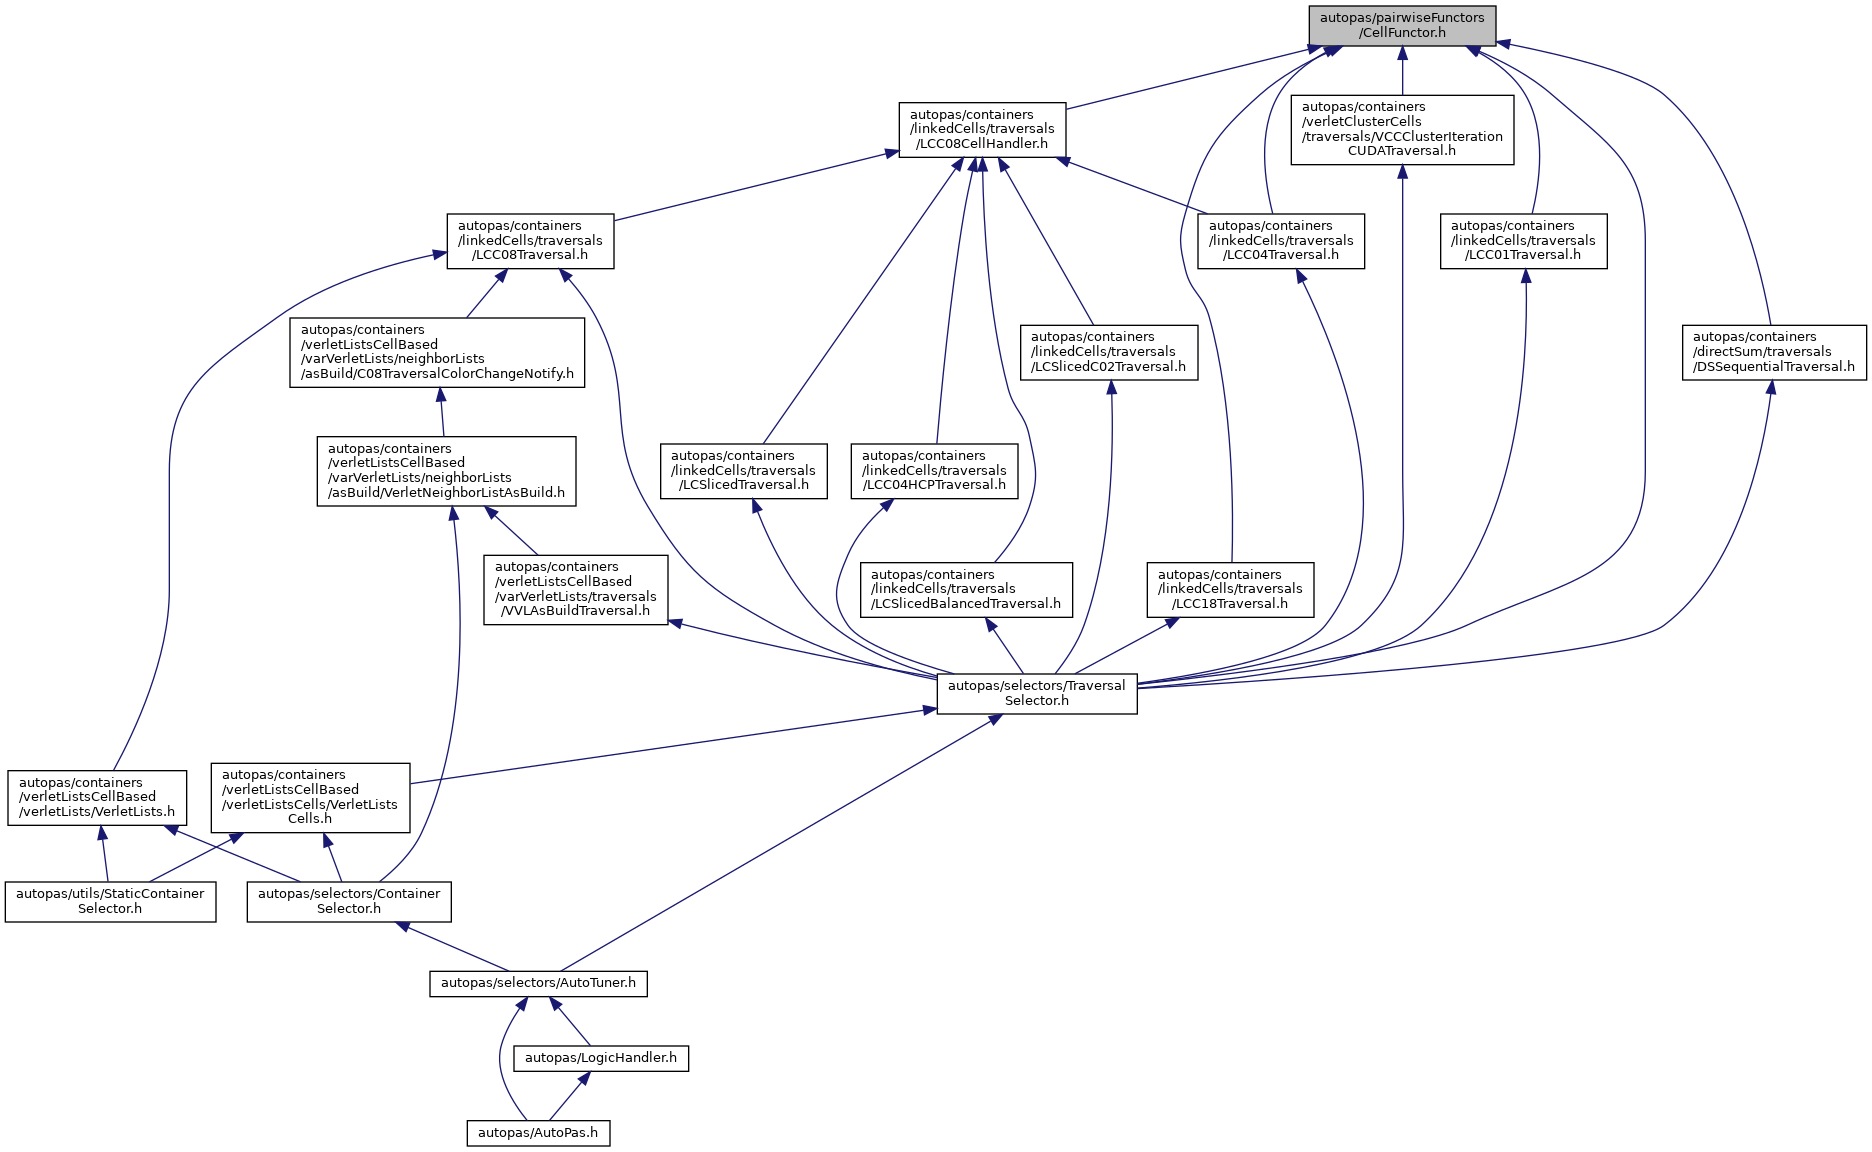 autopas/pairwiseFunctors
/CellFunctor.h
autopas/containers
/linkedCells/traversals
/LCC08CellHandler.h
autopas/containers
/verletClusterCells
/traversals/VCCClusterIteration
CUDATraversal.h
autopas/containers
/linkedCells/traversals
/LCC08Traversal.h
autopas/containers
/linkedCells/traversals
/LCC04Traversal.h
autopas/containers
/linkedCells/traversals
/LCC01Traversal.h
autopas/containers
/verletListsCellBased
/varVerletLists/neighborLists
/asBuild/C08TraversalColorChangeNotify.h
autopas/containers
/linkedCells/traversals
/LCSlicedC02Traversal.h
autopas/containers
/directSum/traversals
/DSSequentialTraversal.h
autopas/containers
/verletListsCellBased
/varVerletLists/neighborLists
/asBuild/VerletNeighborListAsBuild.h
autopas/containers
/linkedCells/traversals
/LCSlicedTraversal.h
autopas/containers
/linkedCells/traversals
/LCC04HCPTraversal.h
autopas/containers
/verletListsCellBased
/varVerletLists/traversals
/VVLAsBuildTraversal.h
autopas/containers
/linkedCells/traversals
/LCSlicedBalancedTraversal.h
autopas/containers
/linkedCells/traversals
/LCC18Traversal.h
autopas/selectors/Traversal
Selector.h
autopas/containers
/verletListsCellBased
/verletLists/VerletLists.h
autopas/containers
/verletListsCellBased
/verletListsCells/VerletLists
Cells.h
autopas/utils/StaticContainer
Selector.h
autopas/selectors/Container
Selector.h
autopas/selectors/AutoTuner.h
autopas/LogicHandler.h
autopas/AutoPas.h